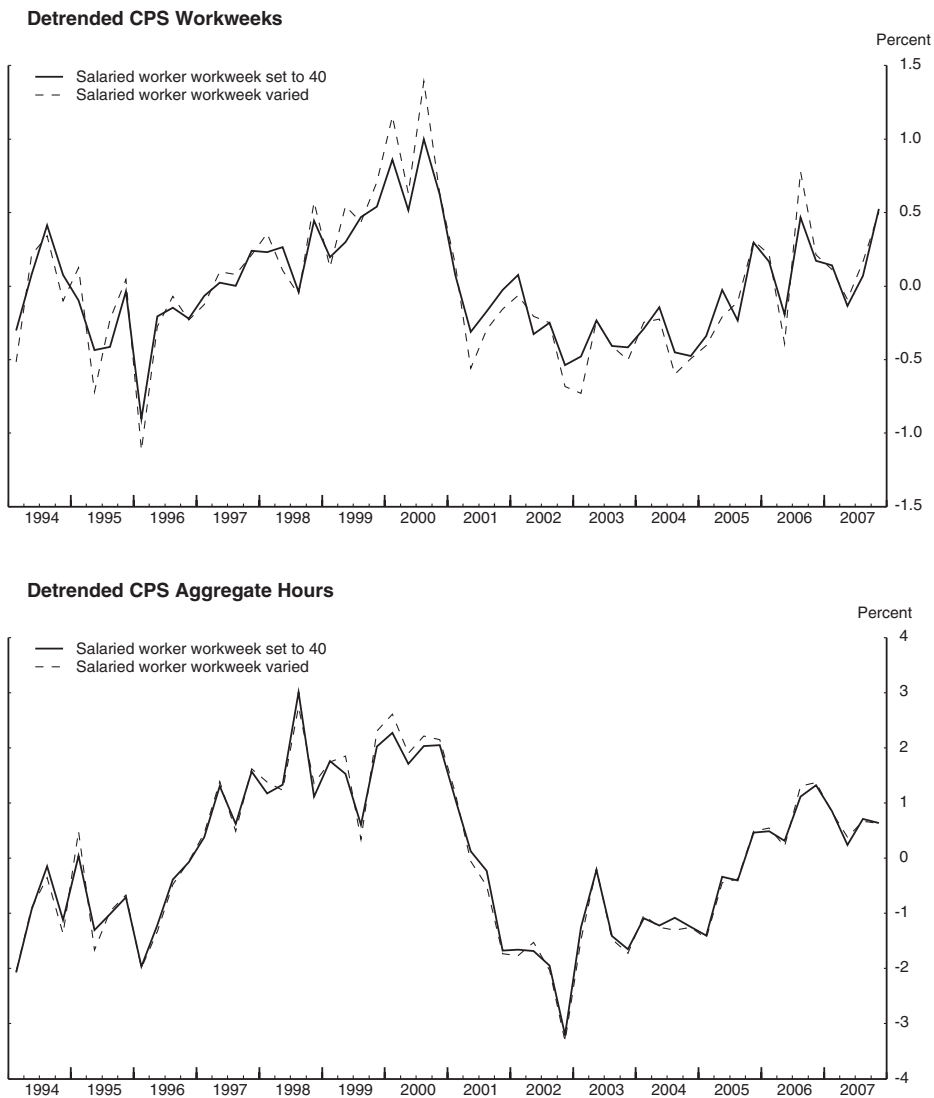 Detrended CPS Workweeks
Percent
Salaried worker workweek set to 40
Salaried worker workweek varied
1.5
1.0
0.5
0.0
-0.5
-1.0
-1.5
1994 1995 1996 1997 1998 1999 2000 2001 2002 2003 2004 2005 2006 2007
Detrended CPS Aggregate Hours
Percent
Salaried worker workweek set to 40
Salaried worker workweek varied
4
3
2
1
0
-1
-2
-3
-4
1994 1995 1996 1997 1998 1999 2000 2001 2002 2003 2004 2005 2006 2007